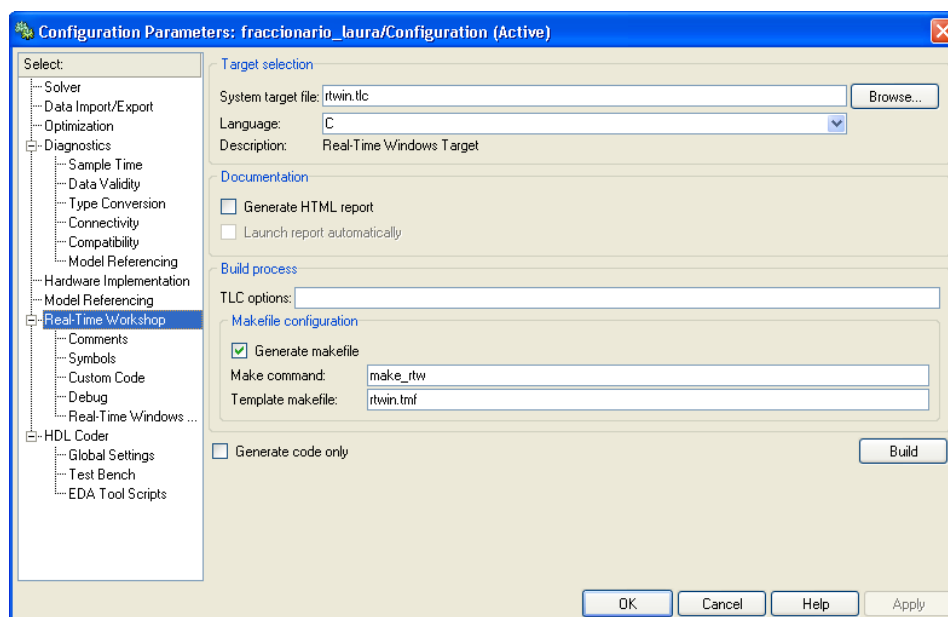 Configuration Parameters: fraccionario_laura/Configuration (Active)
Select:
Solver
Data Import/Export
Optimization
Diagnostics
Sample Time
Data Validity
Type Conversion
Connectivity
Compatibility
Model Referencing
Hardware Implementation
Model Referencing
Real-Time Workshop
Comments
Symbols
Custom Code
Debug
Real-Time Windows ...
HDL Coder
Global Settings
Test Bench
EDA Tool Scripts
Target selection
System target file: rtwin.tlc Browse...
Language: C
Description: Real-Time Windows Target
Documentation
Generate HTML report
Launch report automatically
Build process
TLC options:
Makefile configuration
Generate makefile
Make command: make_rtw
Template makefile: rtwin.tmf
Generate code only Build
OK Cancel Help Apply